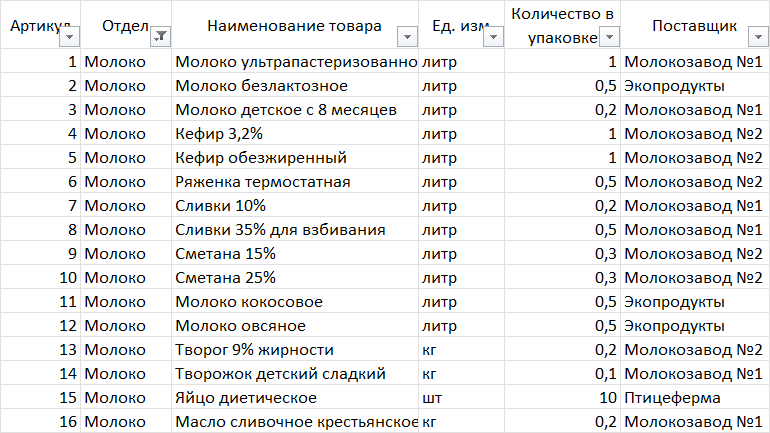 Артикул Отдел Наименование товара Ед. изм Количество в упаковке Поставщик
1 Молоко Молоко ультрапастеризованно литр 1 Молокозавод №1
2 Молоко Молоко безлактозное литр 0,5 Экопродукты
3 Молоко Молоко детское с 8 месяцев литр 0,2 Молокозавод №1
4 Молоко Кефир 3,2% литр 1 Молокозавод №2
5 Молоко Кефир обезжиренный литр 1 Молокозавод №2
6 Молоко Ряженка термостатная литр 0,5 Молокозавод №2
7 Молоко Сливки 10% литр 0,2 Молокозавод №1
8 Молоко Сливки 35% для взбивания литр 0,5 Молокозавод №1
9 Молоко Сметана 15% литр 0,3 Молокозавод №2
10 Молоко Сметана 25% литр 0,3 Молокозавод №2
11 Молоко Молоко кокосовое литр 0,5 Экопродукты
12 Молоко Молоко овсяное литр 0,5 Экопродукты
13 Молоко Творог 9% жирности кг 0,2 Молокозавод №2
14 Молоко Творожок детский сладкий кг 0,1 Молокозавод №1
15 Молоко Яйцо диетическое шт 10 Птицеферма
16 Молоко Масло сливочное крестьянское кг 0,2 Молокозавод №1